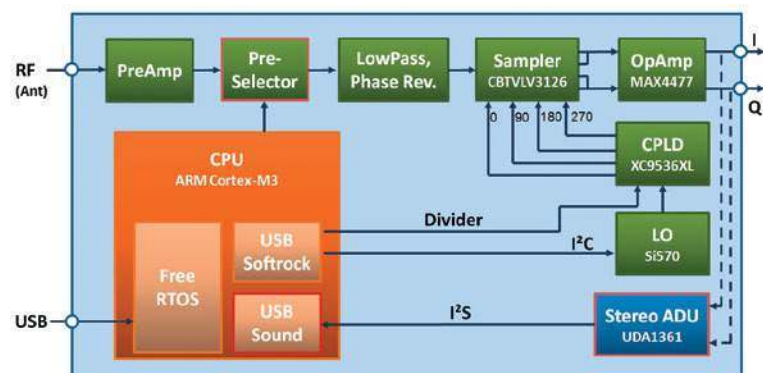 I
RF
(Ant)
PreAmp
Pre-
Selector
LowPass,
Phase Rev.
Sampler
CBTVLV3126
OpAmp
MAX4477
Q
0
90
180
270
CPU
ARM Cortex-M3
CPLD
XC9536XL
Divider
USB
Softrock
I²C
LO
Si570
Free
RTOS
USB
USB
Sound
I²S
Stereo ADU
UDA1361